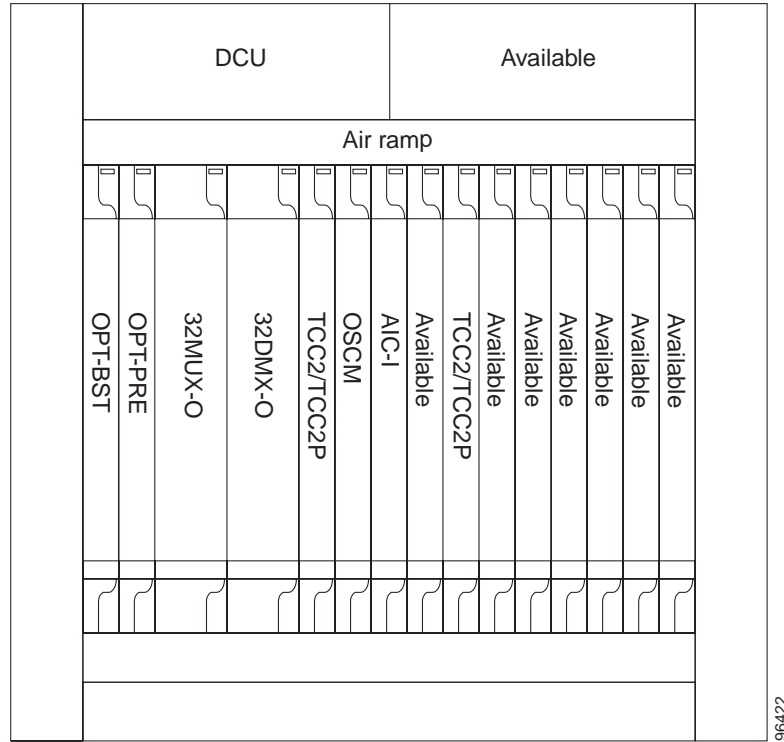 DCU
Available
Air ramp
OPT-BST
OPT-PRE
32MUX-O
32DMX-O
TCC2/TCC2P
OSCM
AIC-I
Available
TCC2/TCC2P
Available
Available
Available
Available
Available
Available
96422